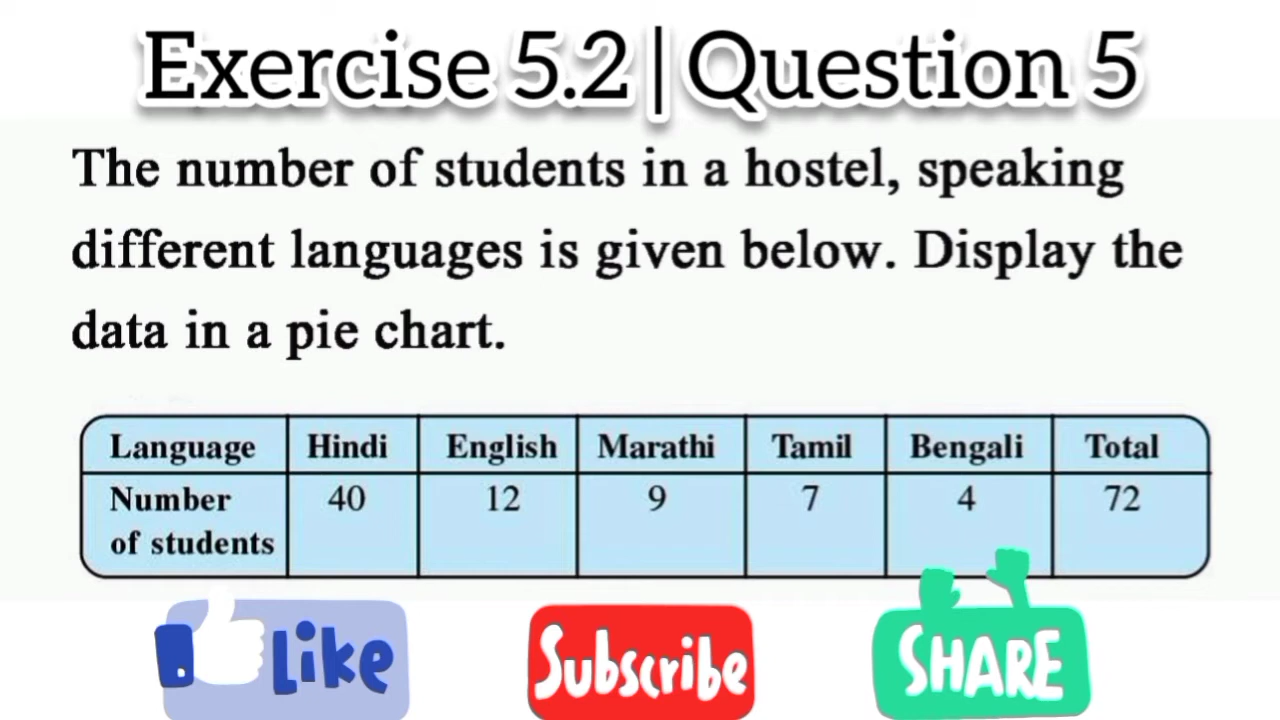 Exercise 5.2 | Question 5
The number of students in a hostel, speaking
different languages is given below. Display the
data in a pie chart.
Language Hindi English Marathi Tamil Bengali Total
Number 40 12 9 7 4 72
of students
Like Subscribe SHARE